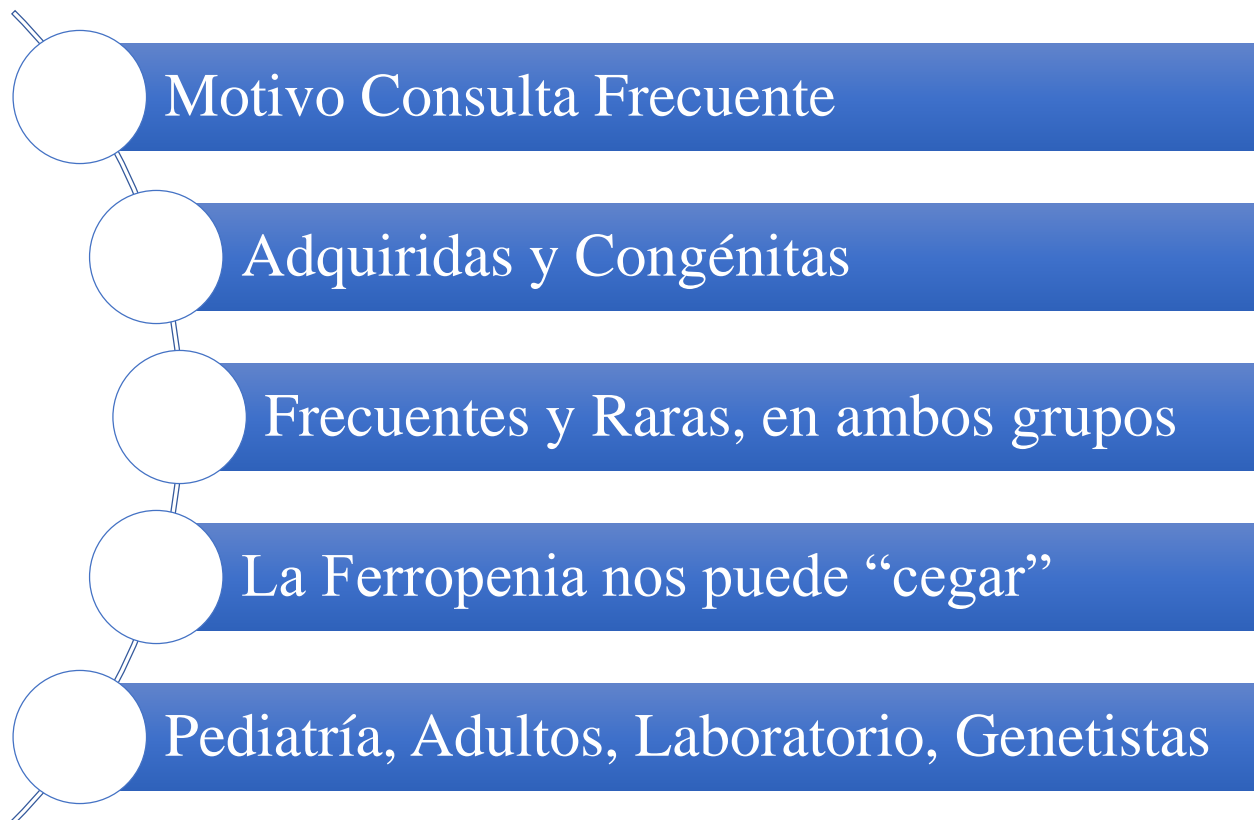 Motivo Consulta Frecuente
Adquiridas y Congénitas
Frecuentes y Raras, en ambos grupos
La Ferropenia nos puede “cegar”
Pediatría, Adultos, Laboratorio, Genetistas